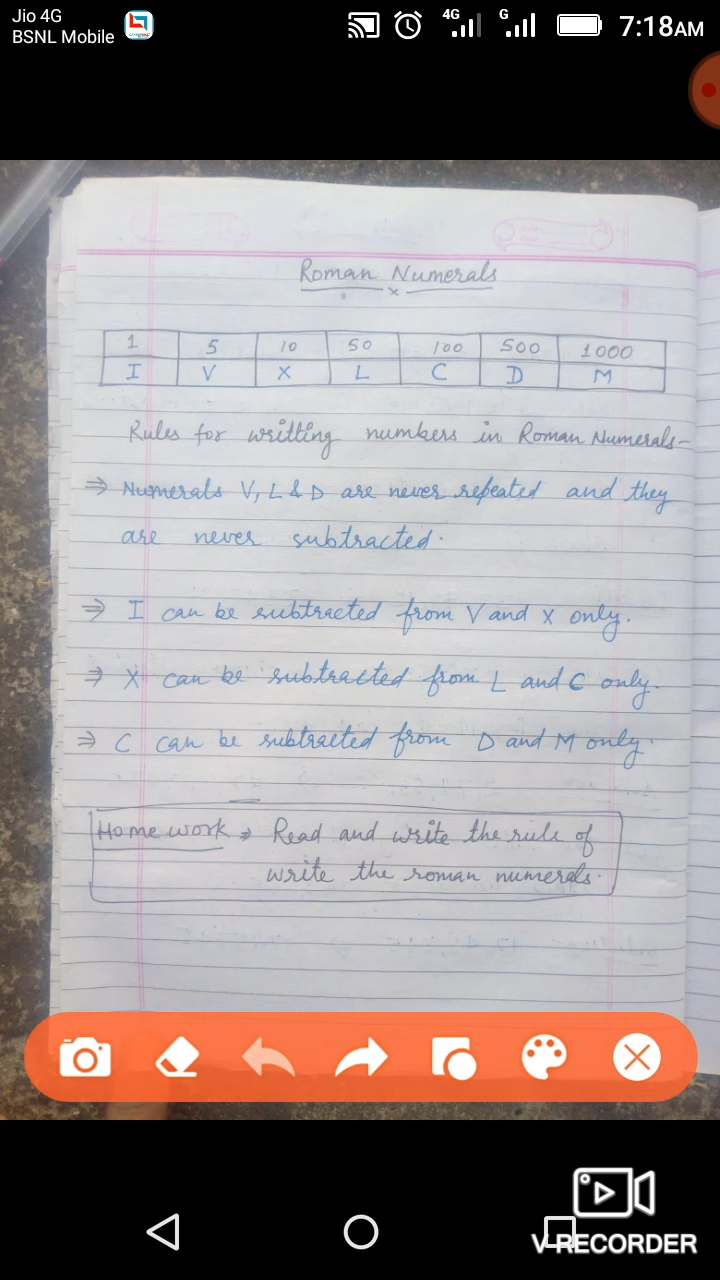 Jio 4G
BSNL Mobile
4G
G
7:18AM
Roman Numerals
1 5 10 50 100 500 1000
I V X L C D M
Rules for writting numbers in Roman Numerals-
⇒ Numerals V, L & D are never repeated and they
are never subtracted.
⇒ I can be subtracted from V and X only.
⇒ X can be subtracted from L and C only.
⇒ C can be subtracted from D and M only.
Home work ⇒ Read and write the rule of
write the roman numerals.
V RECORDER